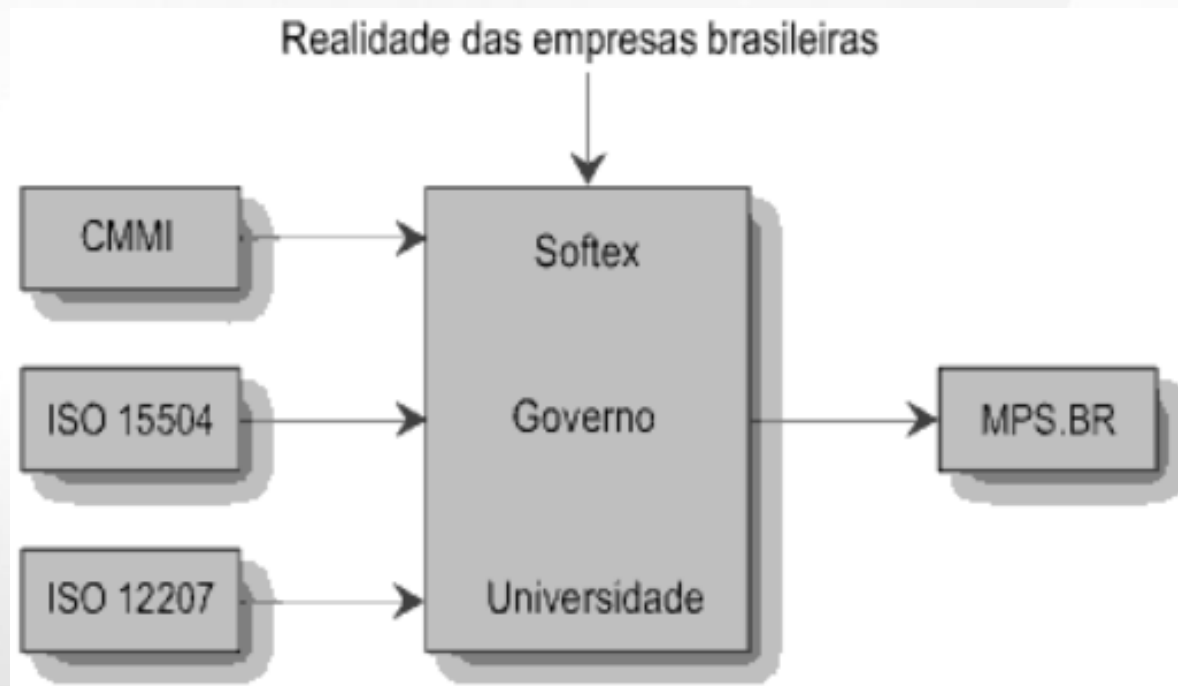 Realidade das empresas brasileiras
CMMI
Softex
ISO 15504
Governo
MPS.BR
ISO 12207
Universidade